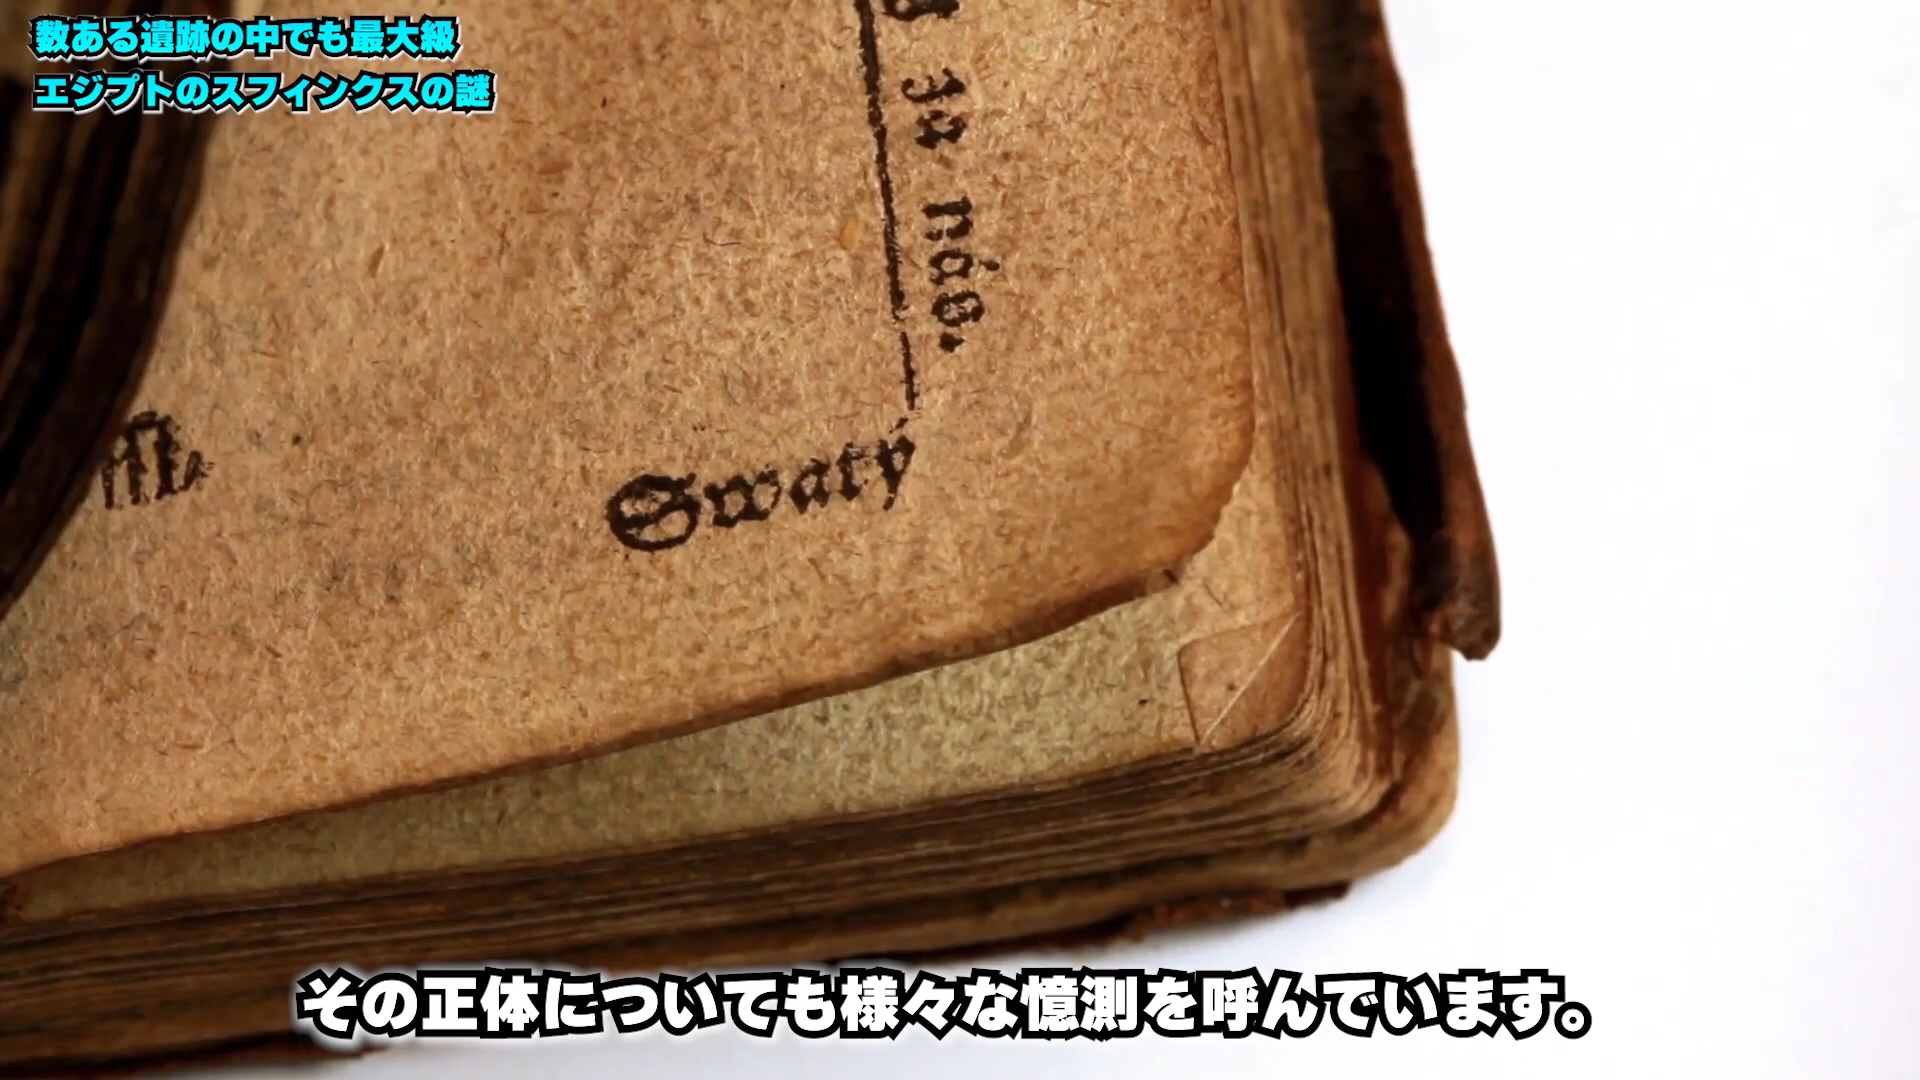 数ある遺跡の中でも最大級
エジプトのスフィンクスの謎
za nás.
Swatý
その正体についても様々な憶測を呼んでいます。